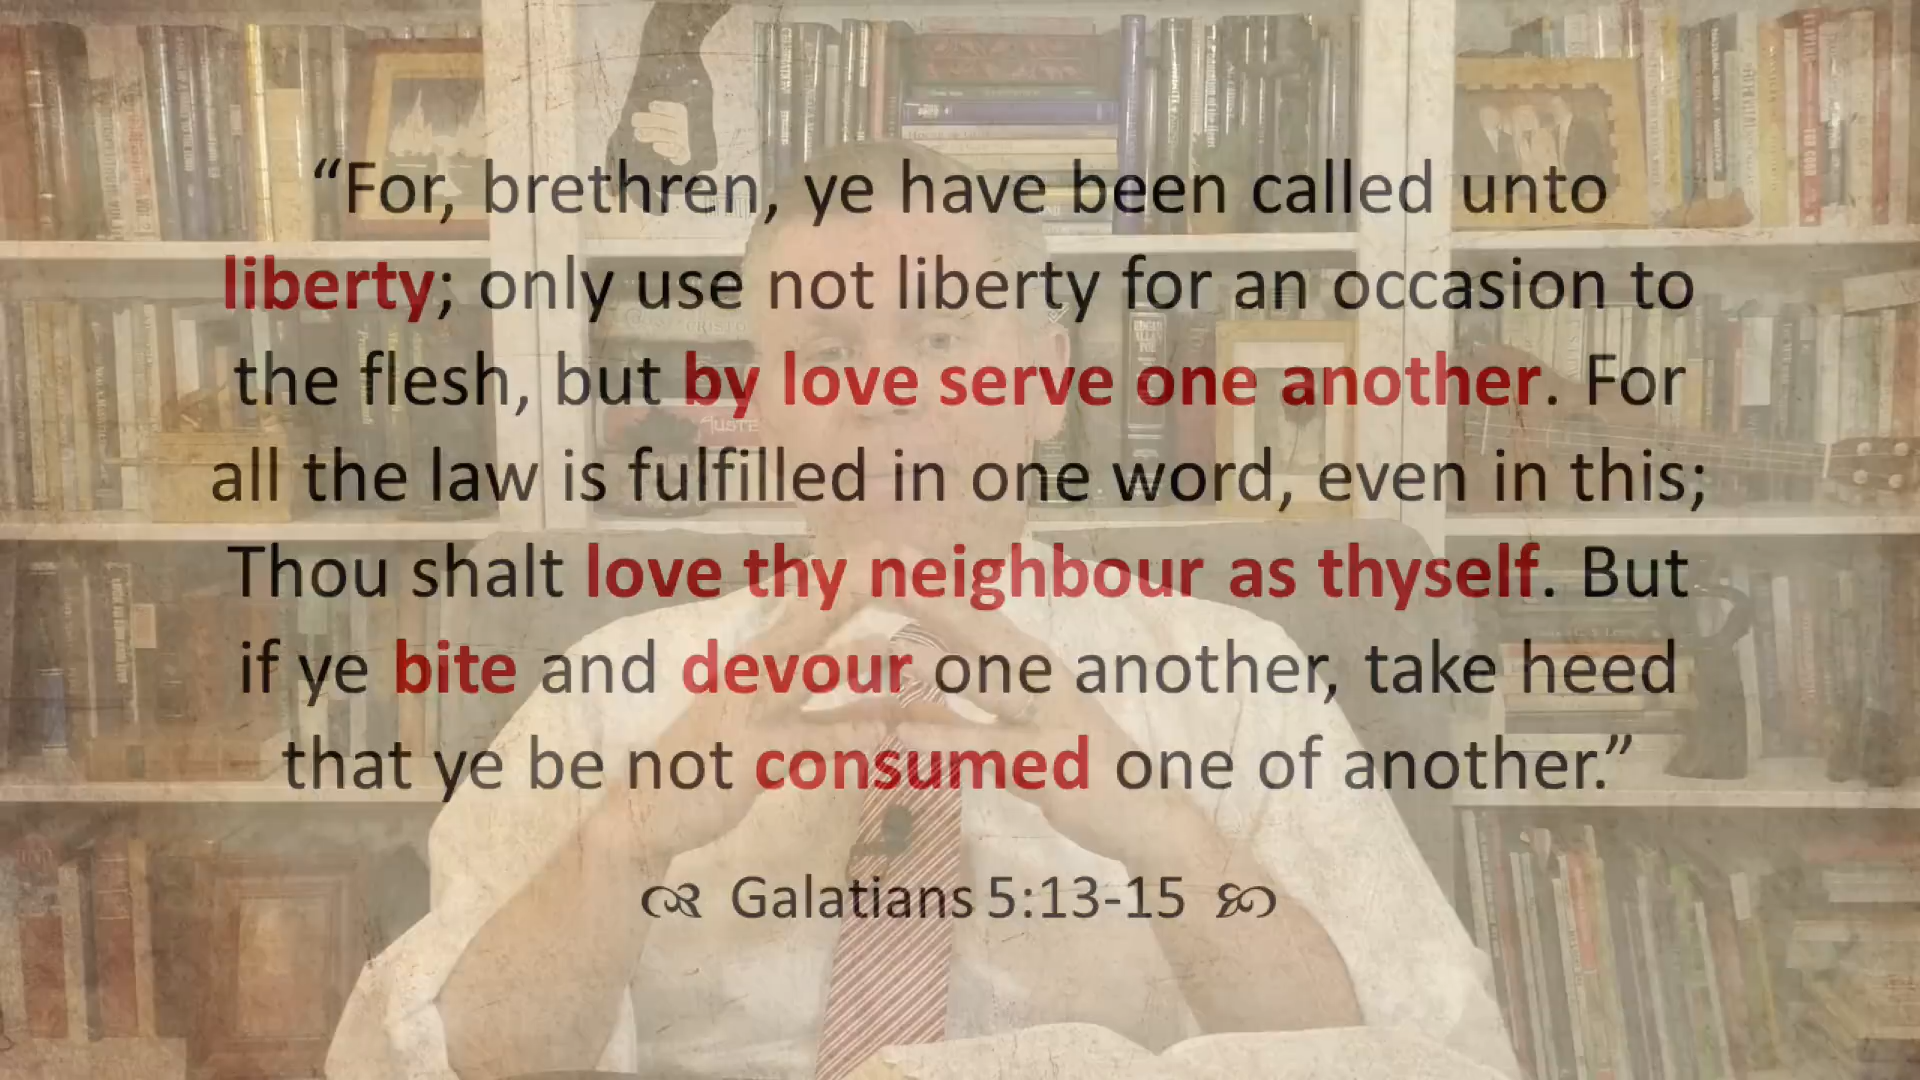 “For, brethren, ye have been called unto
liberty; only use not liberty for an occasion to
the flesh, but by love serve one another. For
all the law is fulfilled in one word, even in this;
Thou shalt love thy neighbour as thyself. But
if ye bite and devour one another, take heed
that ye be not consumed one of another.”
Galatians 5:13-15